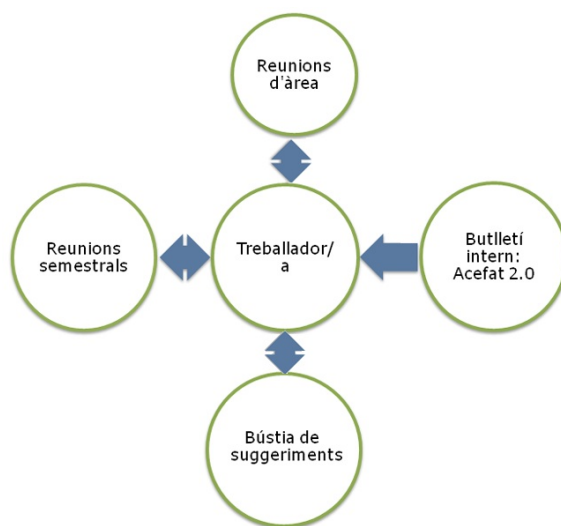 Reunions
d'àrea
Reunions
semestrals
Treballador/
a
Butlletí
intern:
Acefat 2.0
Bústia de
suggeriments